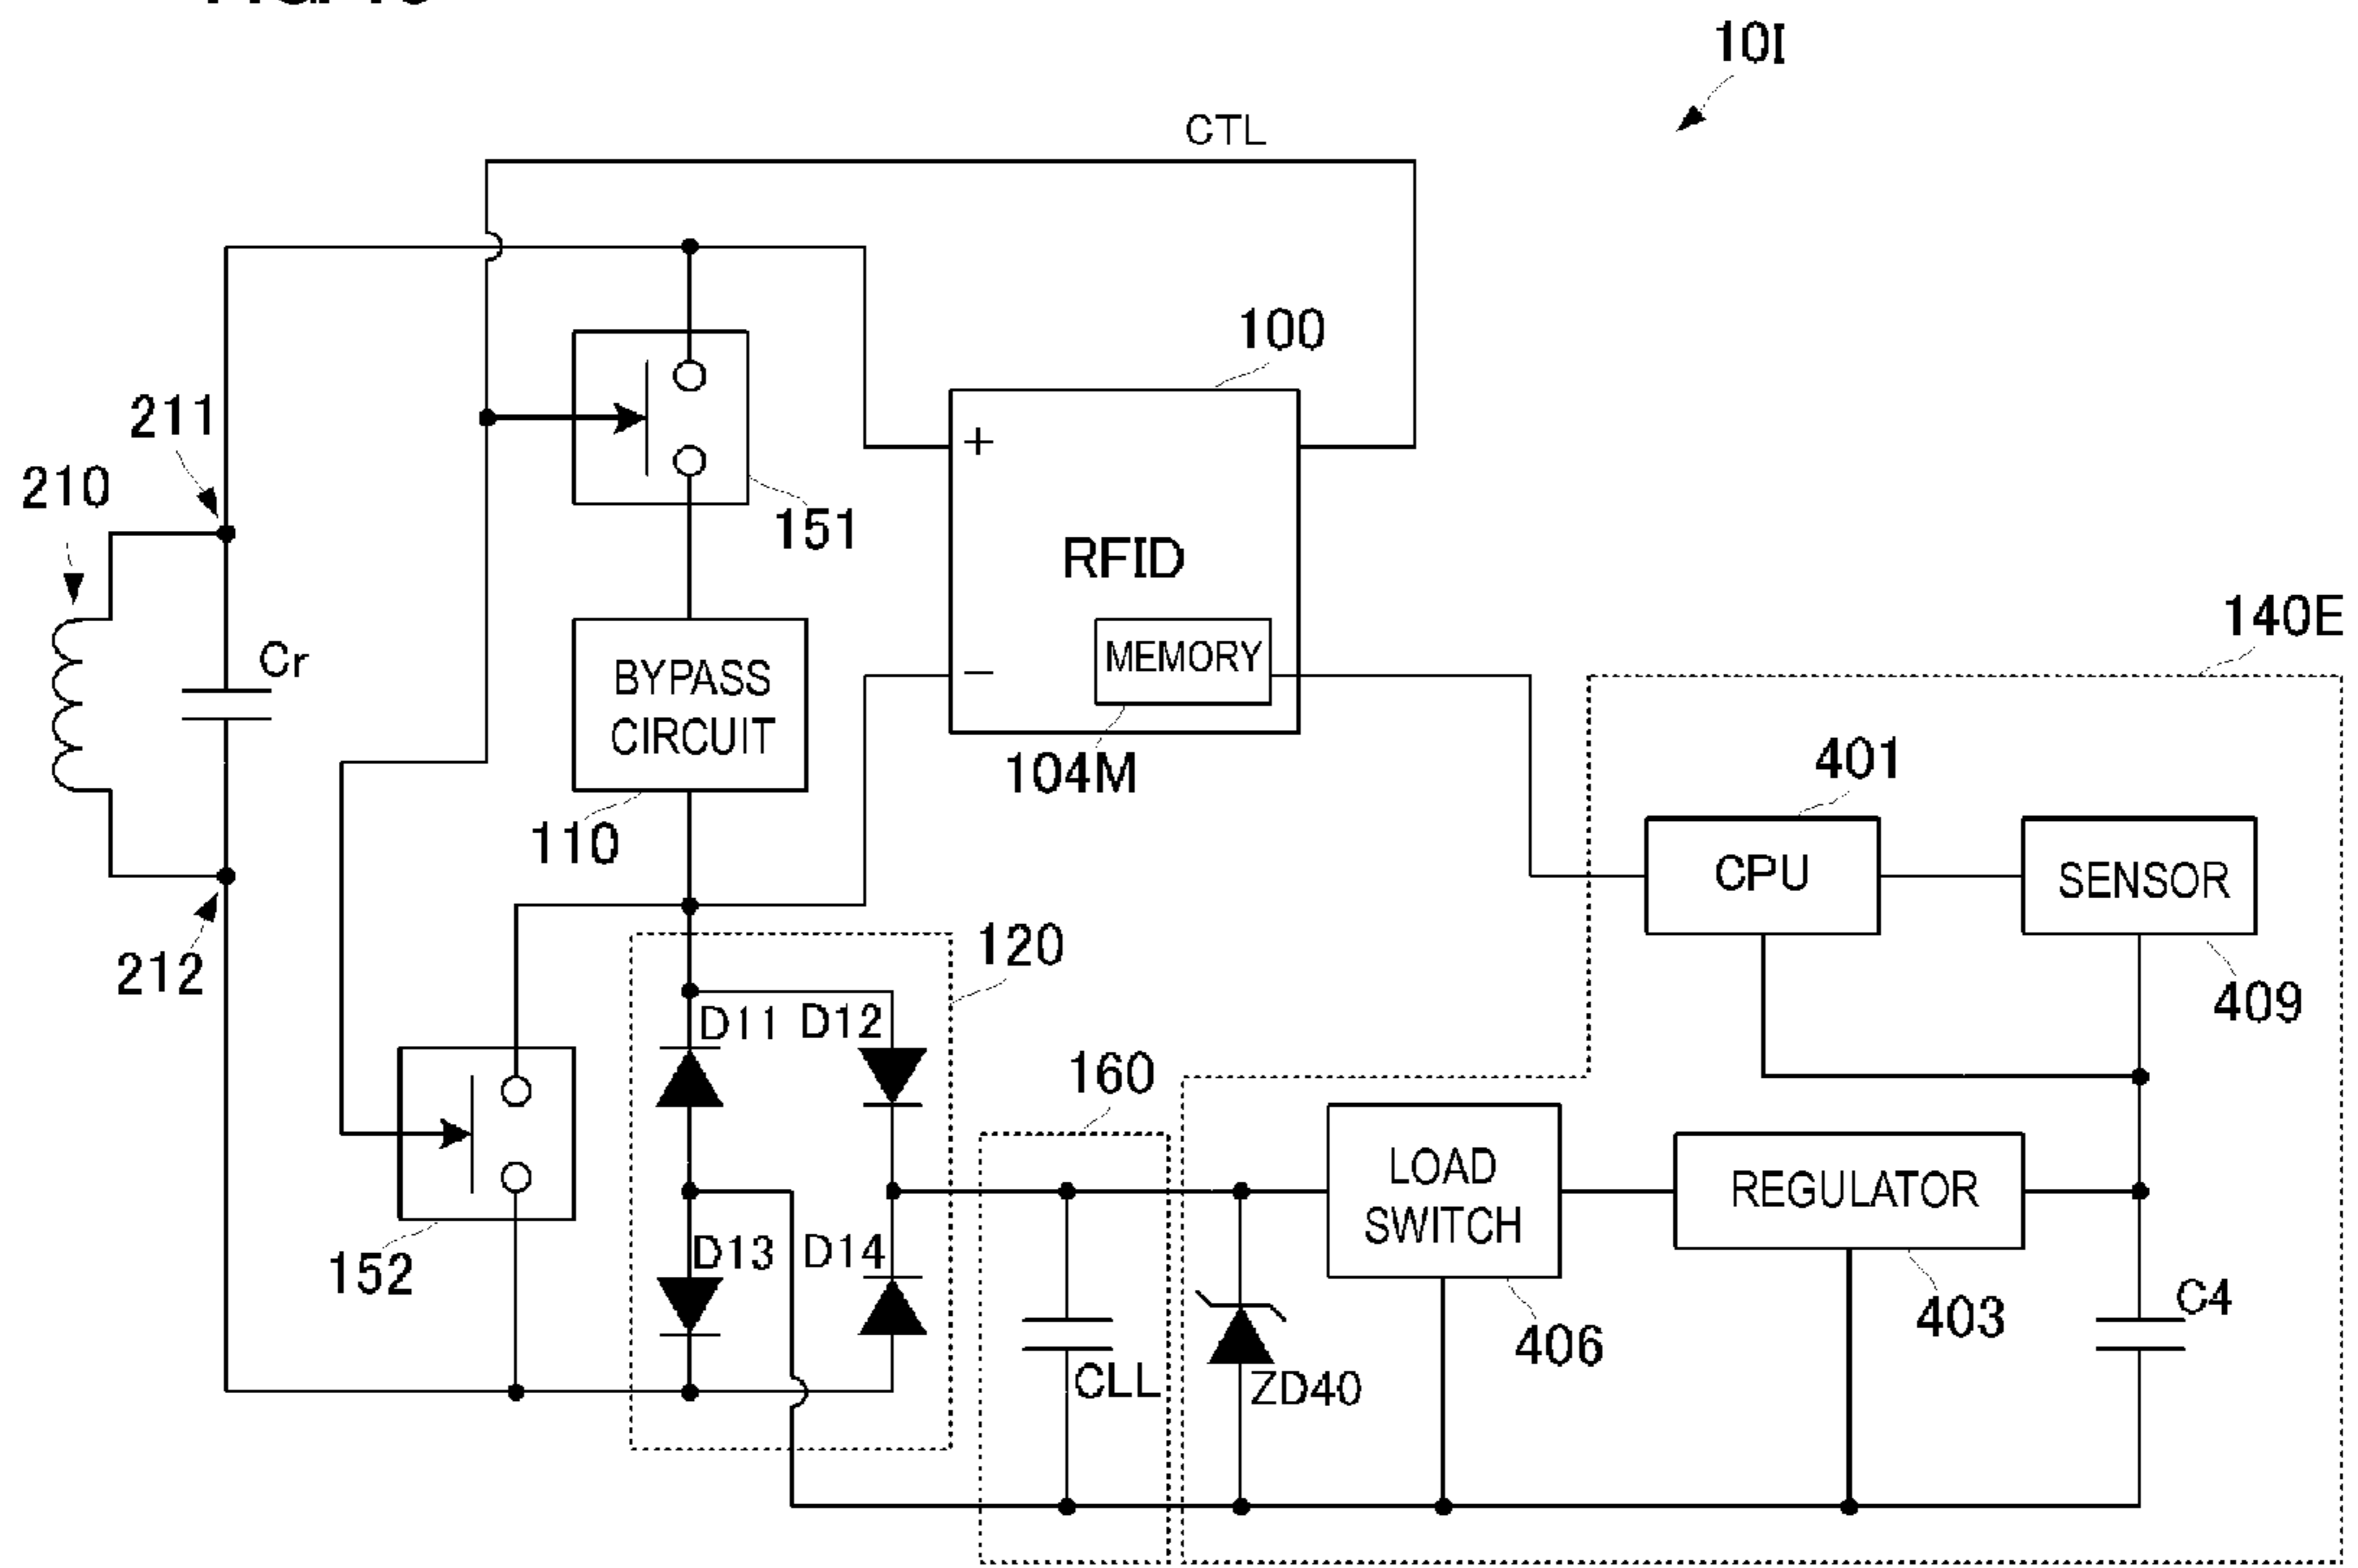 10I
CTL
100
211
210
+
151
RFID
140E
Cr
BYPASS
CIRCUIT
−
MEMORY
104M
401
110
CPU
SENSOR
212
120
409
D11
D12
160
LOAD
SWITCH
REGULATOR
152
D13
D14
406
403
C4
CLL
ZD40